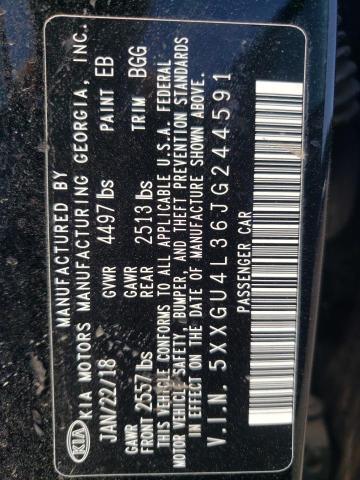 MANUFACTURED BY
KIA KIA MOTORS MANUFACTURING GEORGIA, INC.
JAN/22/18 GVWR 4497 lbs PAINT EB
GAWR FRONT 2557 lbs GAWR REAR 2513 lbs TRIM BGG
THIS VEHICLE CONFORMS TO ALL APPLICABLE U.S.A. FEDERAL
MOTOR VEHICLE SAFETY, BUMPER, AND THEFT PREVENTION STANDARDS
IN EFFECT ON THE DATE OF MANUFACTURE SHOWN ABOVE.
V.I.N. 5XXGU4L36JG244591
PASSENGER CAR